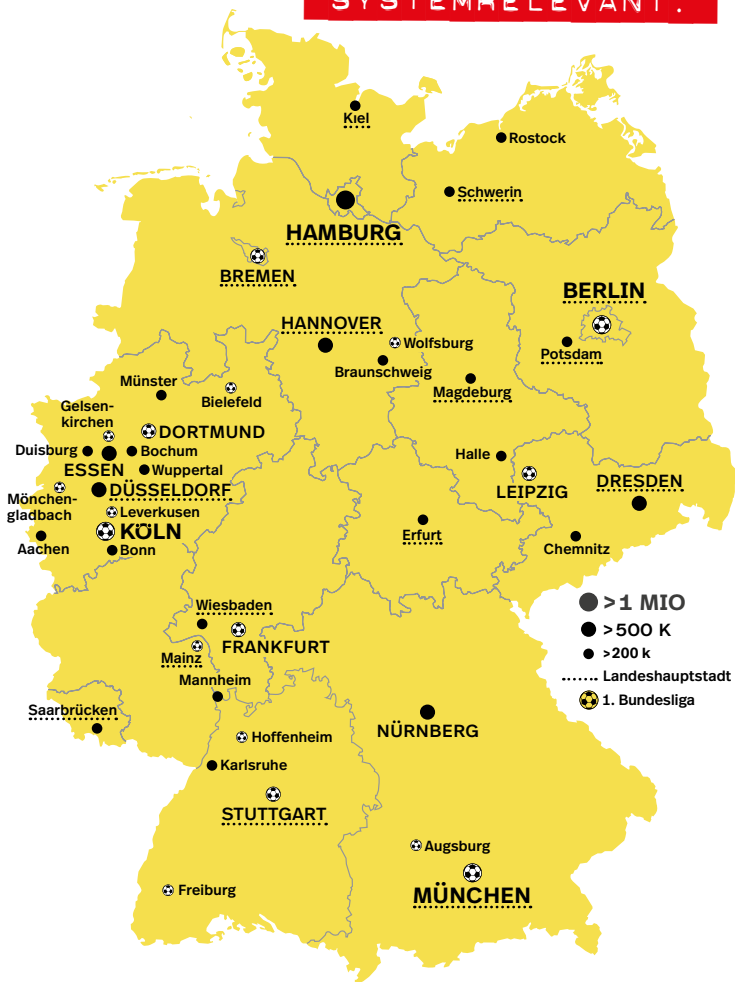 SYSTEMRELEVANT.
Kiel
Rostock
Schwerin
HAMBURG
BREMEN
BERLIN
HANNOVER
Wolfsburg
Potsdam
Braunschweig
Münster
Magdeburg
Bielefeld
Gelsen-
kirchen
DORTMUND
Duisburg
Bochum
Halle
ESSEN
Wuppertal
DRESDEN
DÜSSELDORF
LEIPZIG
Mönchen-
gladbach
Leverkusen
KÖLN
Erfurt
Aachen
Bonn
Chemnitz
>1 MIO
Wiesbaden
>500 K
FRANKFURT
>200 k
Mainz
Landeshauptstadt
Mannheim
1. Bundesliga
Saarbrücken
NÜRNBERG
Hoffenheim
Karlsruhe
STUTTGART
Augsburg
Freiburg
MÜNCHEN